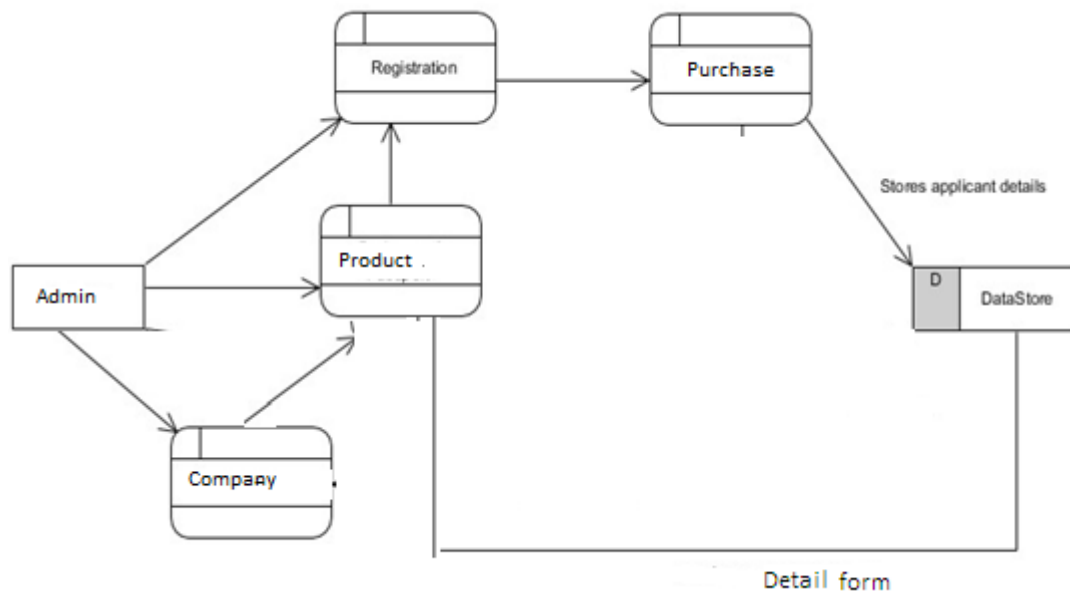 Registration
Purchase
Stores applicant details
Product .
Admin
D
DataStore
Company
Detail form